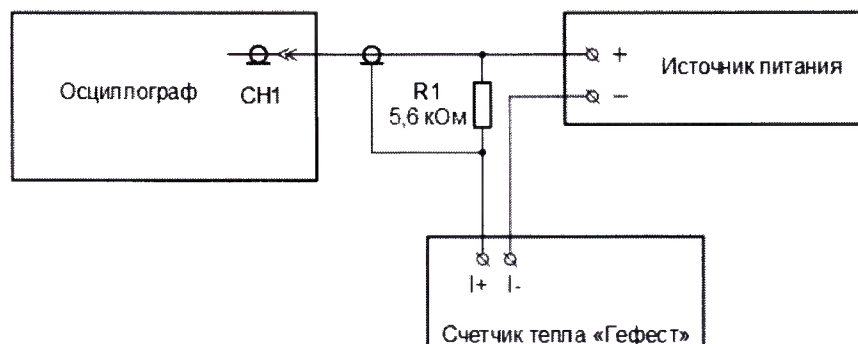 Осциллограф
CH1
R1
5,6 кОм
+
Источник питания
−
I+ I-
Счетчик тепла «Гефест»